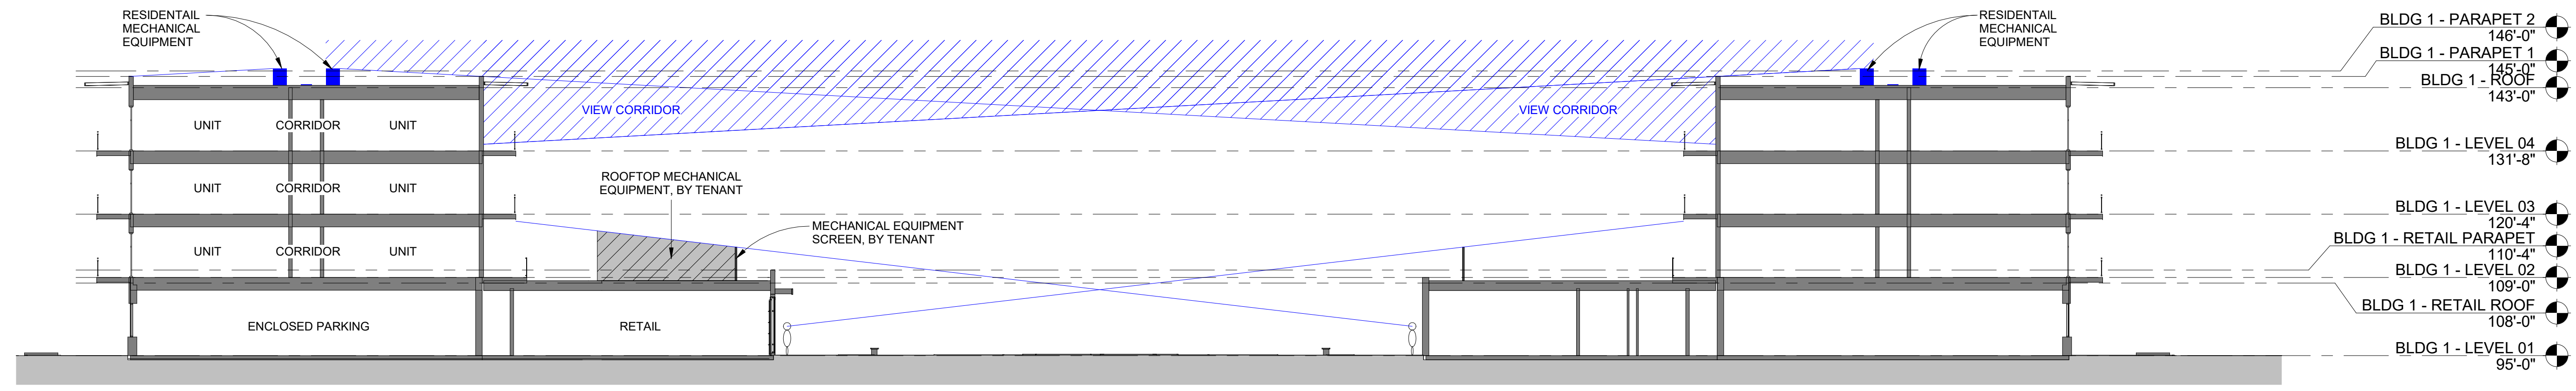 RESIDENTAIL
MECHANICAL
EQUIPMENT
RESIDENTAIL
MECHANICAL
EQUIPMENT
VIEW CORRIDOR
VIEW CORRIDOR
UNIT CORRIDOR UNIT
UNIT CORRIDOR UNIT
UNIT CORRIDOR UNIT
ROOFTOP MECHANICAL
EQUIPMENT, BY TENANT
MECHANICAL EQUIPMENT
SCREEN, BY TENANT
ENCLOSED PARKING
RETAIL
BLDG 1 - PARAPET 2
146'-0"
BLDG 1 - PARAPET 1
145'-0"
BLDG 1 - ROOF
143'-0"
BLDG 1 - LEVEL 04
131'-8"
BLDG 1 - LEVEL 03
120'-4"
BLDG 1 - RETAIL PARAPET
110'-4"
BLDG 1 - LEVEL 02
109'-0"
BLDG 1 - RETAIL ROOF
108'-0"
BLDG 1 - LEVEL 01
95'-0"